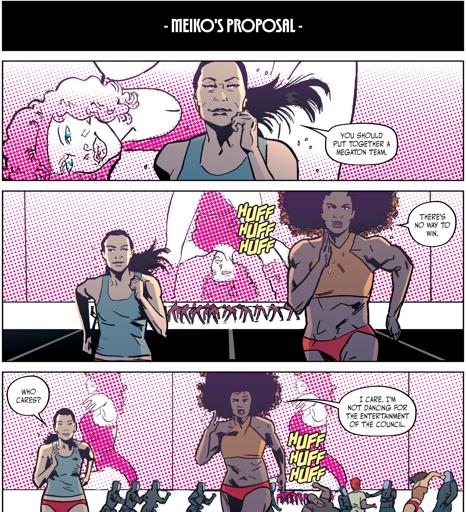 - MEIKO'S PROPOSAL -
YOU SHOULD
PUT TOGETHER A
MEGATON TEAM.
HUFF
HUFF
HUFF
THERE'S
NO WAY TO
WIN.
WHO
CARES?
I CARE. I'M
NOT DANCING FOR
THE ENTERTAINMENT
OF THE COUNCIL.
HUFF
HUFF
HUFF